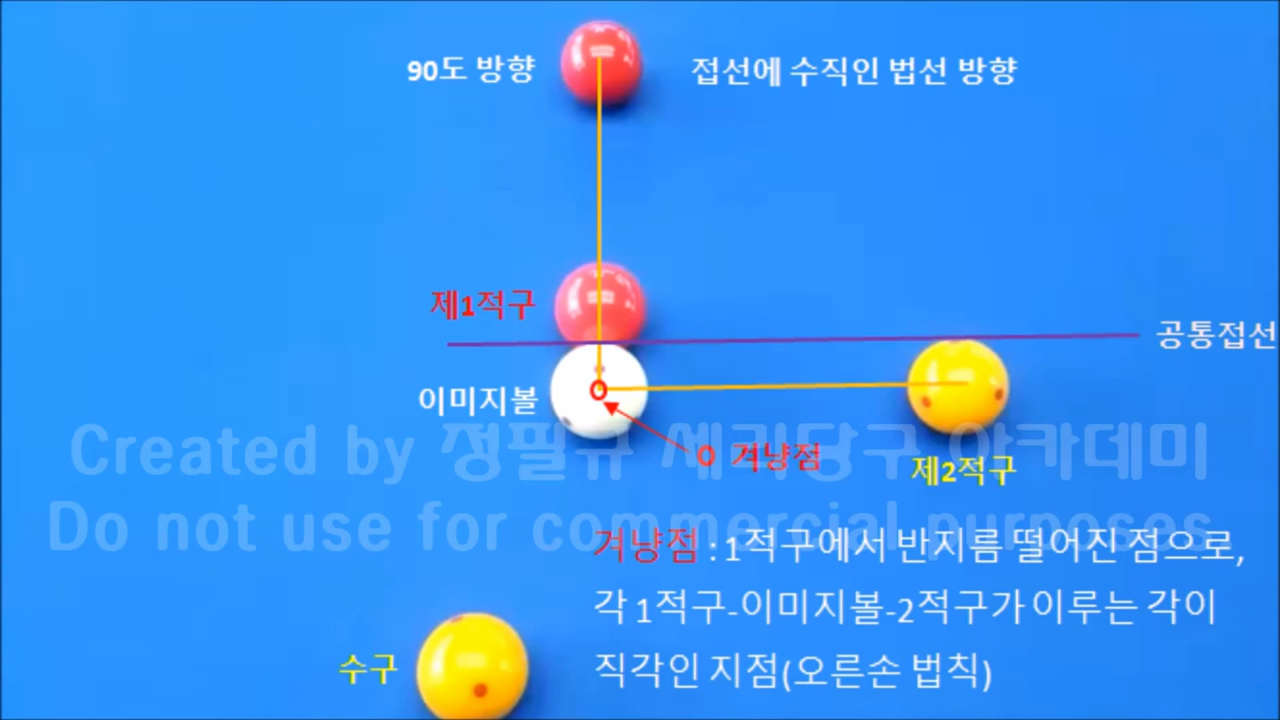 90도 방향
접선에 수직인 법선 방향
제1적구
공통접선
이미지볼
Created by 정필규 세리당구 아카데미
o 겨냥점
제2적구
Do not use for commercial purposes
겨냥점 : 1적구에서 반지름 떨어진 점으로,
각 1적구-이미지볼-2적구가 이루는 각이
수구
직각인 지점(오른손 법칙)